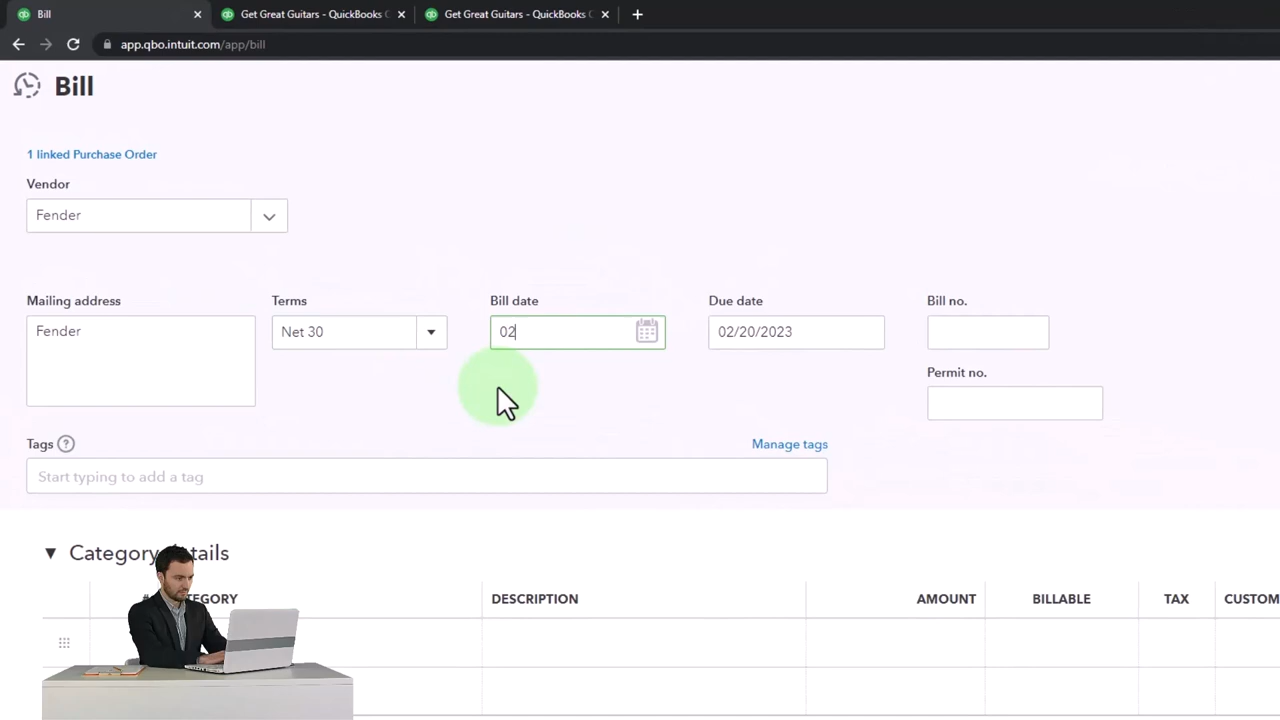 Bill
Get Great Guitars - QuickBooks
Get Great Guitars - QuickBooks
app.qbo.intuit.com/app/bill
Bill
1 linked Purchase Order
Vendor
Fender
Mailing address
Terms
Bill date
Due date
Bill no.
Fender
Net 30
02
02/20/2023
Permit no.
Tags ?
Manage tags
Start typing to add a tag
Category
# DESCRIPTION AMOUNT BILLABLE TAX CUSTOM